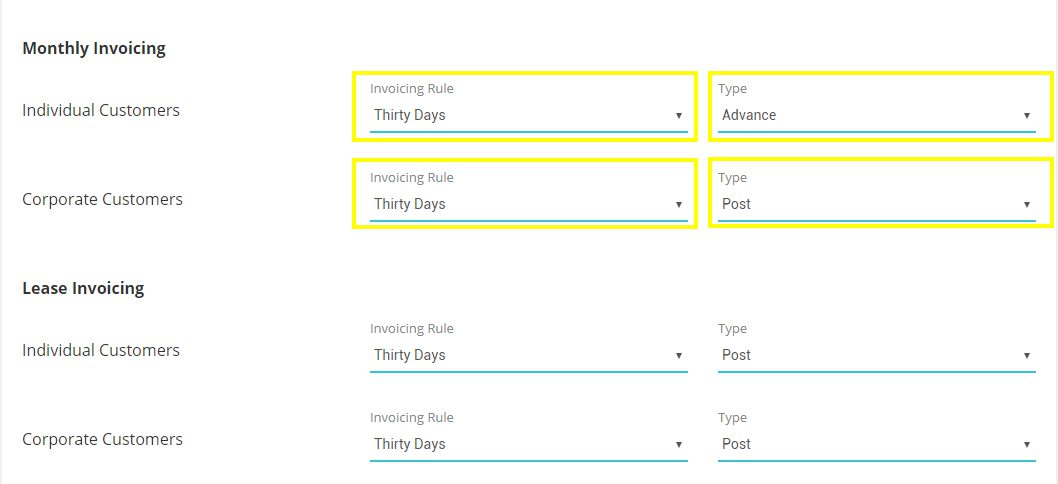 Monthly Invoicing
Individual Customers
Invoicing Rule
Type
Thirty Days
Advance
Corporate Customers
Invoicing Rule
Type
Thirty Days
Post
Lease Invoicing
Individual Customers
Invoicing Rule
Type
Thirty Days
Post
Corporate Customers
Invoicing Rule
Type
Thirty Days
Post